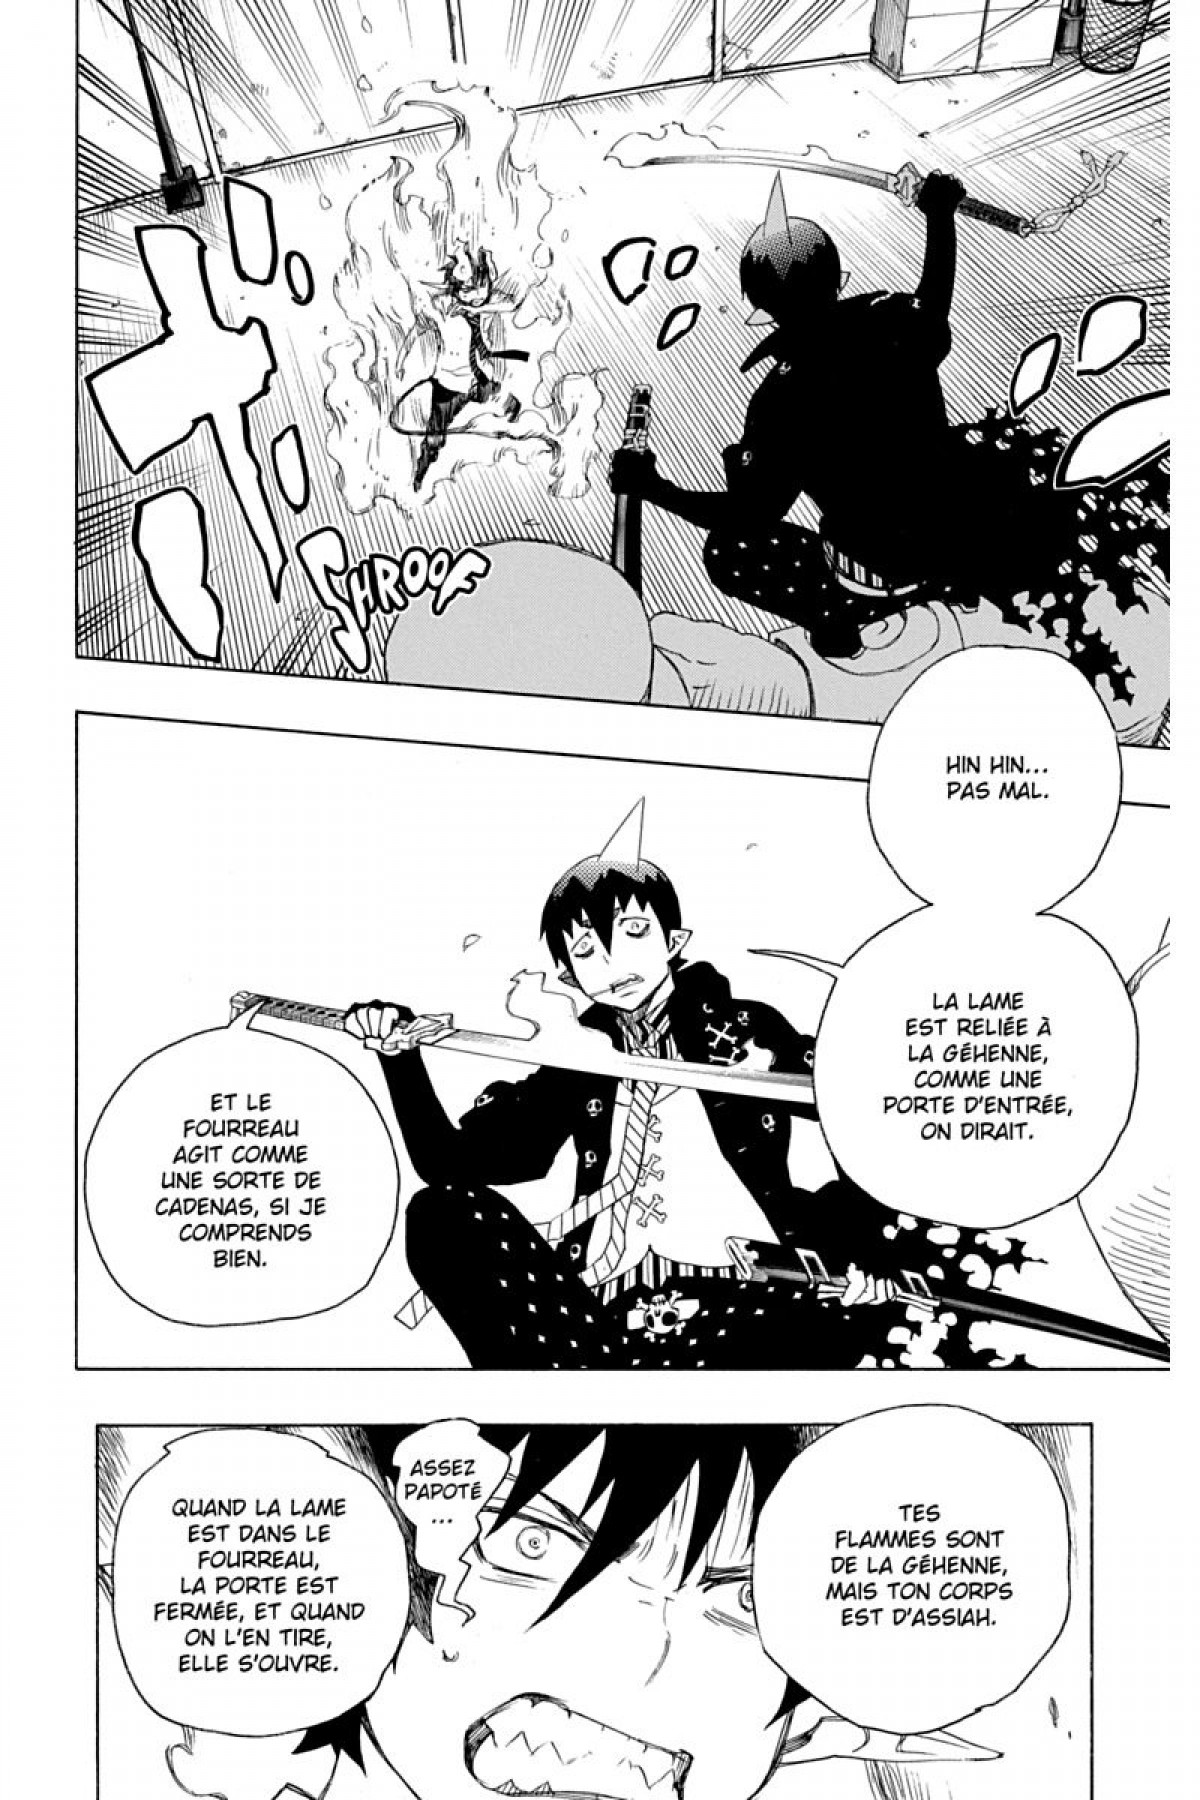 ボ
SHROOF
HIN HIN...
PAS MAL.
LA LAME
EST RELIÉE À
LA GÉHENNE,
COMME UNE
PORTE D'ENTRÉE,
ON DIRAIT.
ET LE
FOURREAU
AGIT COMME
UNE SORTE DE
CADENAS, SI JE
COMPRENDS
BIEN.
TES
FLAMMES SONT
DE LA GÉHENNE,
MAIS TON CORPS
EST D'ASSIAH.
ASSEZ
PAPOTÉ
...
QUAND LA LAME
EST DANS LE
FOURREAU,
LA PORTE EST
FERMÉE, ET QUAND
ON L'EN TIRE,
ELLE S'OUVRE.